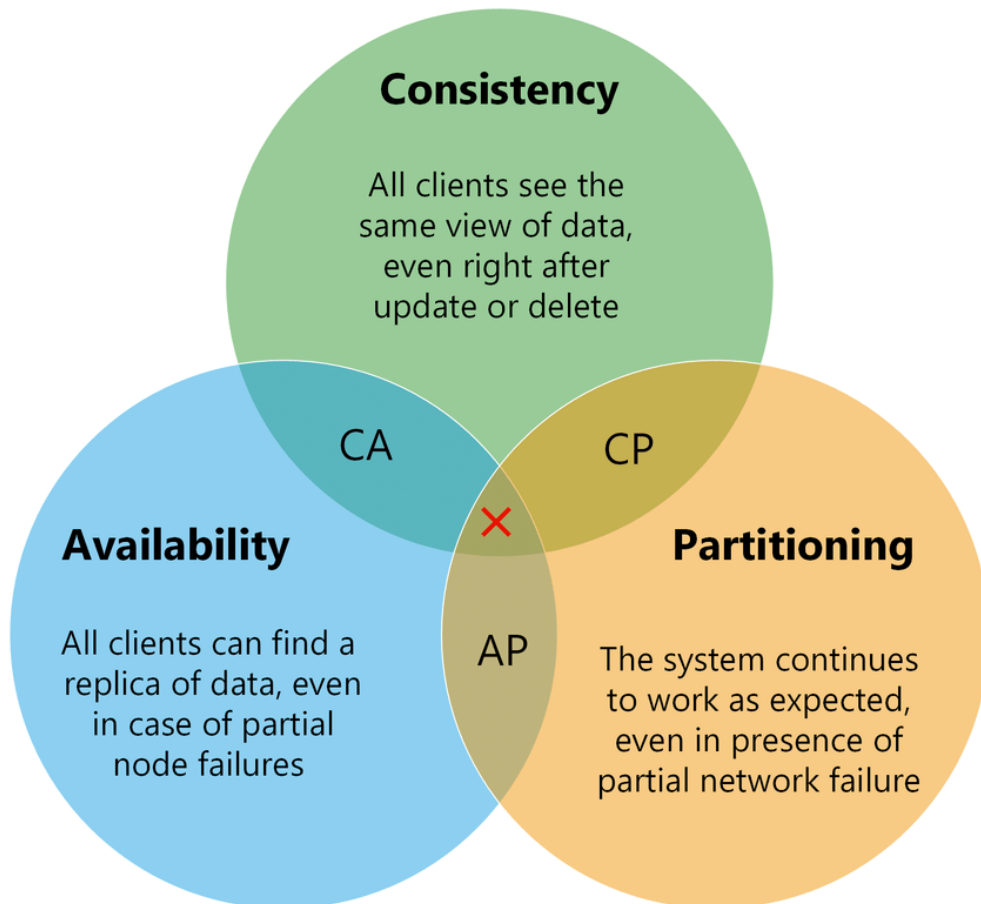 Consistency
All clients see the
same view of data,
even right after
update or delete
CA
CP
Availability
All clients can find a
replica of data, even
in case of partial
node failures
AP
Partitioning
The system continues
to work as expected,
even in presence of
partial network failure